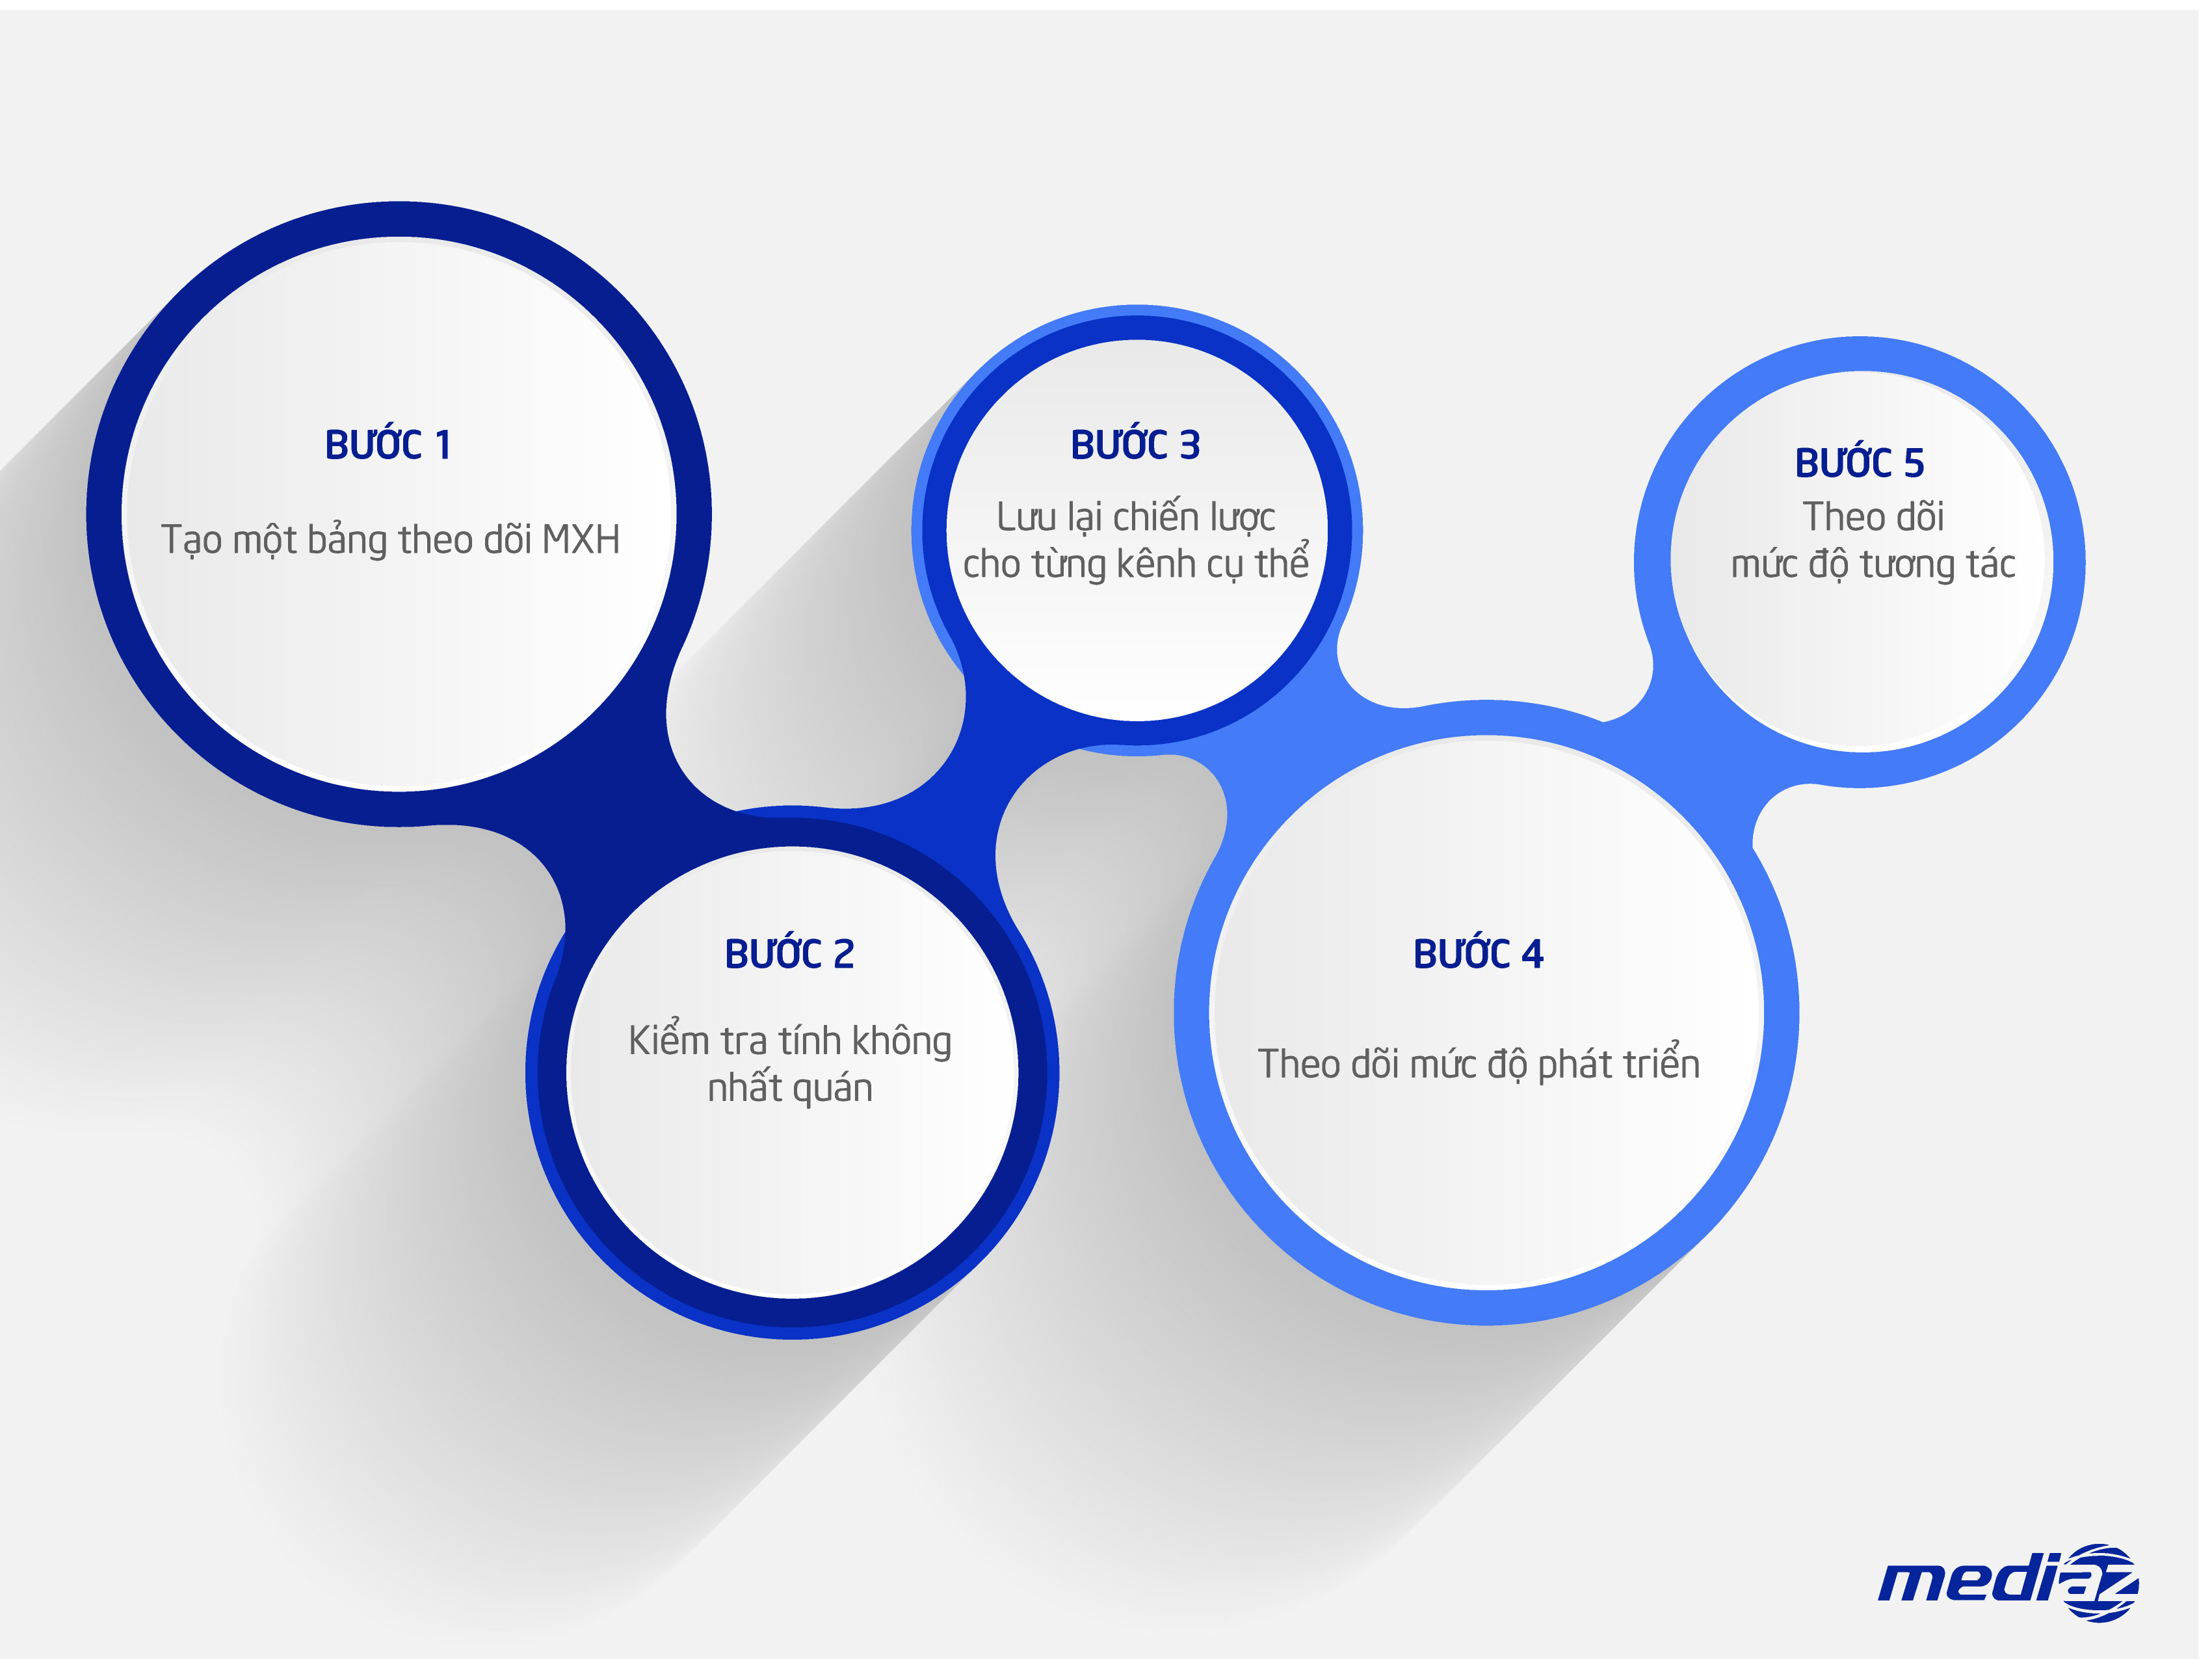 BƯỚC 1
Tạo một bảng theo dõi MXH
BƯỚC 2
Kiểm tra tính không
nhất quán
BƯỚC 3
Lưu lại chiến lược
cho từng kênh cụ thể
BƯỚC 4
Theo dõi mức độ phát triển
BƯỚC 5
Theo dõi
mức độ tương tác
mediaz